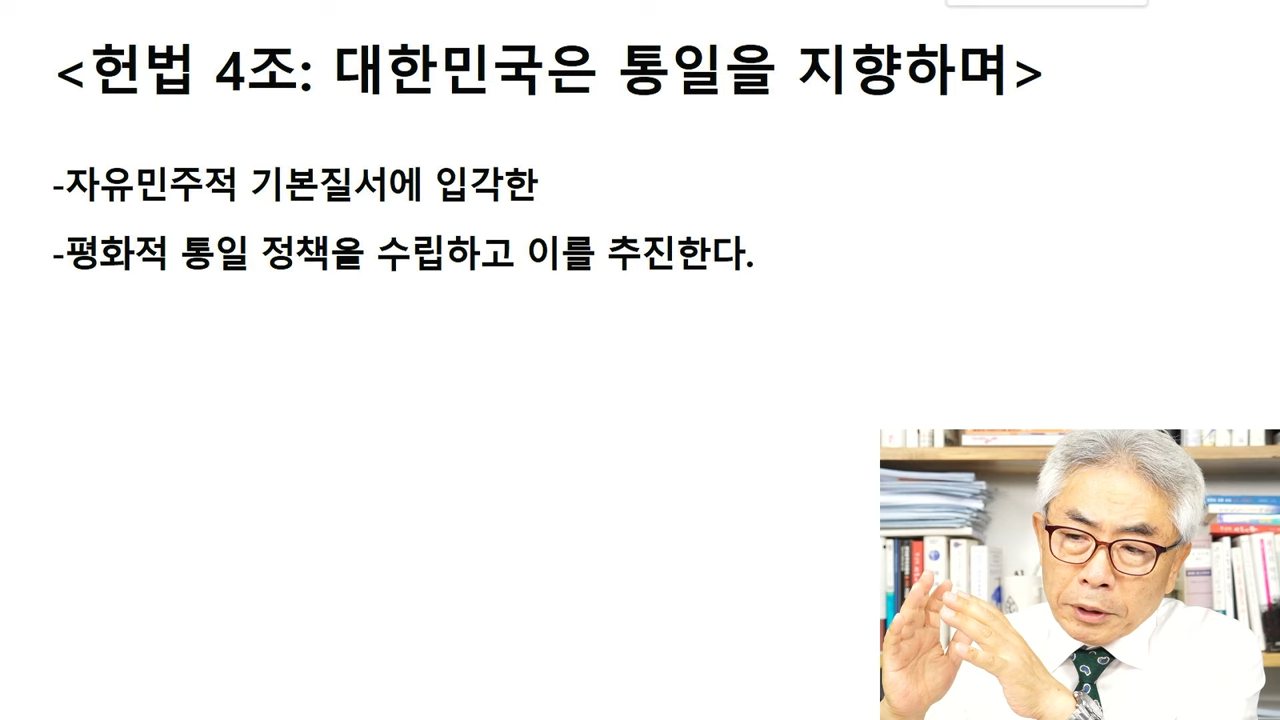 <헌법 4조: 대한민국은 통일을 지향하며>
-자유민주적 기본질서에 입각한
-평화적 통일 정책을 수립하고 이를 추진한다.